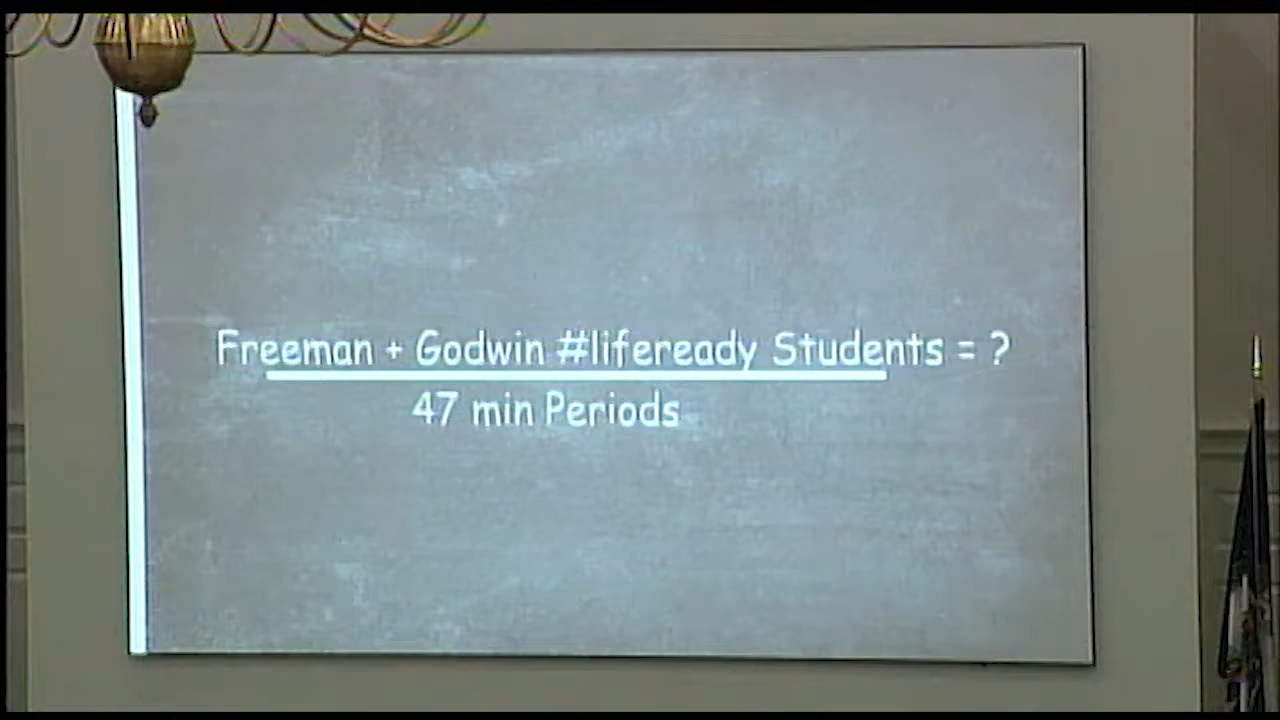 Freeman + Godwin #lifeready Students = ?
47 min Periods